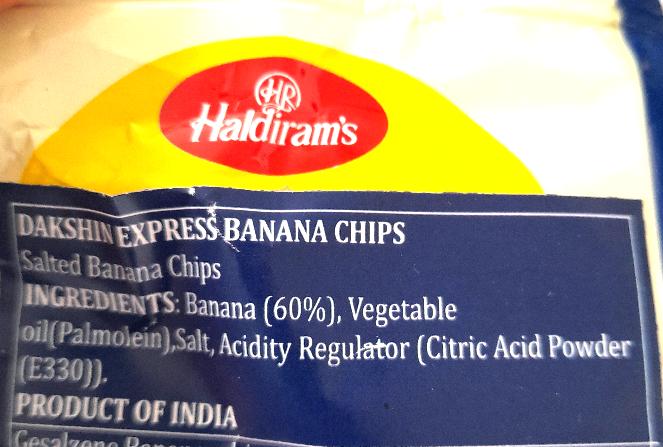 HR
Haldiram's
DAKSHIN EXPRESS BANANA CHIPS
Salted Banana Chips
INGREDIENTS: Banana (60%), Vegetable
oil(Palmolein),Salt, Acidity Regulator (Citric Acid Powder
(E330)).
PRODUCT OF INDIA